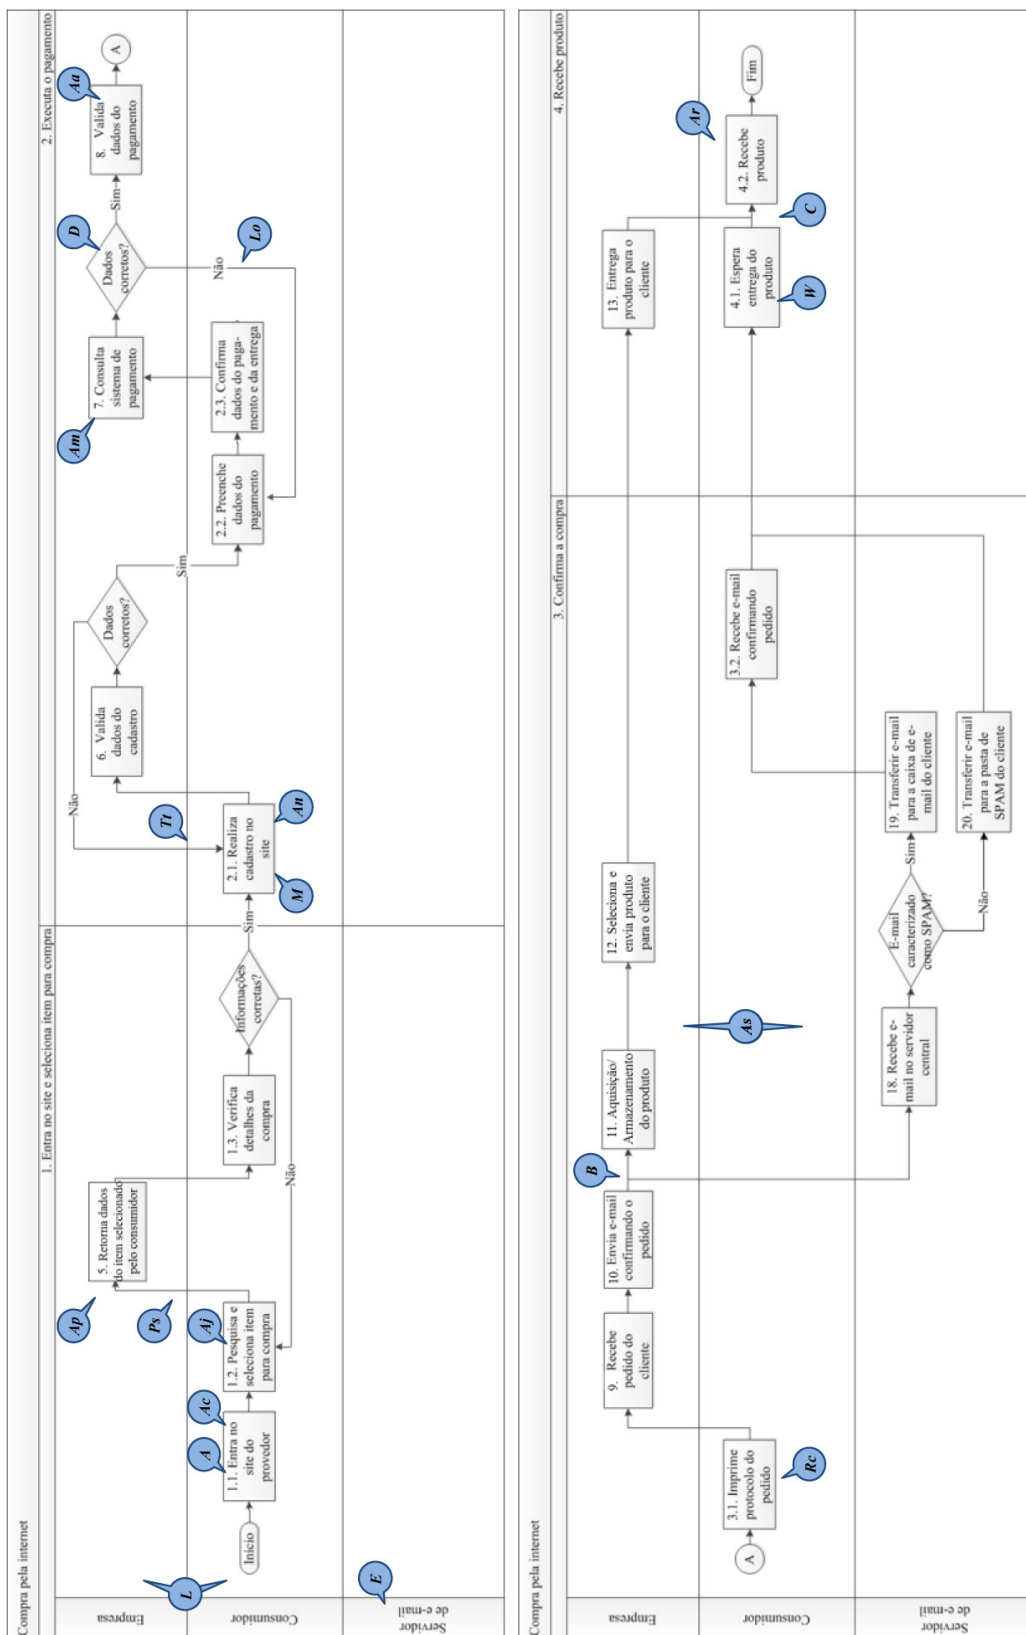 Compra pela internet
Empresa
Consumidor
Servidor
de e-mail
1. Entra no site e seleciona item para compra
2. Executa o pagamento
L
E
Início
1.1. Entra no
site do
provedor
A
Ac
1.2. Pesquisa e
seleciona item
para compra
Aj
Ps
Ap
5. Retorna dados
do item selecionado
pelo consumidor
1.3. Verifica
detalhes da
compra
Informações
corretas?
Não
Sim
2.1. Realiza
cadastro no
site
M
An
Tt
Não
6. Valida
dados do
cadastro
Dados
corretos?
Sim
2.2. Preenche
dados do
pagamento
2.3. Confirma
dados do paga-
mento e da entrega
Am
7. Consulta
sistema de
pagamento
D
Dados
corretos?
Lo
Não
Sim
Aa
8. Valida
dados do
pagamento
A
Compra pela internet
Empresa
Consumidor
Servidor
de e-mail
3. Confirma a compra
4. Recebe produto
A
3.1. Imprime
protocolo do
pedido
Rc
9. Recebe
pedido do
cliente
10. Envia e-mail
confirmando o
pedido
B
11. Aquisição/
Armazenamento
do produto
As
12. Seleciona e
envia produto
para o cliente
18. Recebe e-
mail no servidor
central
E-mail
caracterizado
como SPAM?
Sim
Não
19. Transferir e-mail
para a caixa de e-
mail do cliente
20. Transferir e-mail
para a pasta de
SPAM do cliente
3.2. Recebe e-mail
confirmando
pedido
13. Entrega
produto para o
cliente
4.1. Espera
entrega do
produto
W
C
4.2. Recebe
produto
Ar
Fim